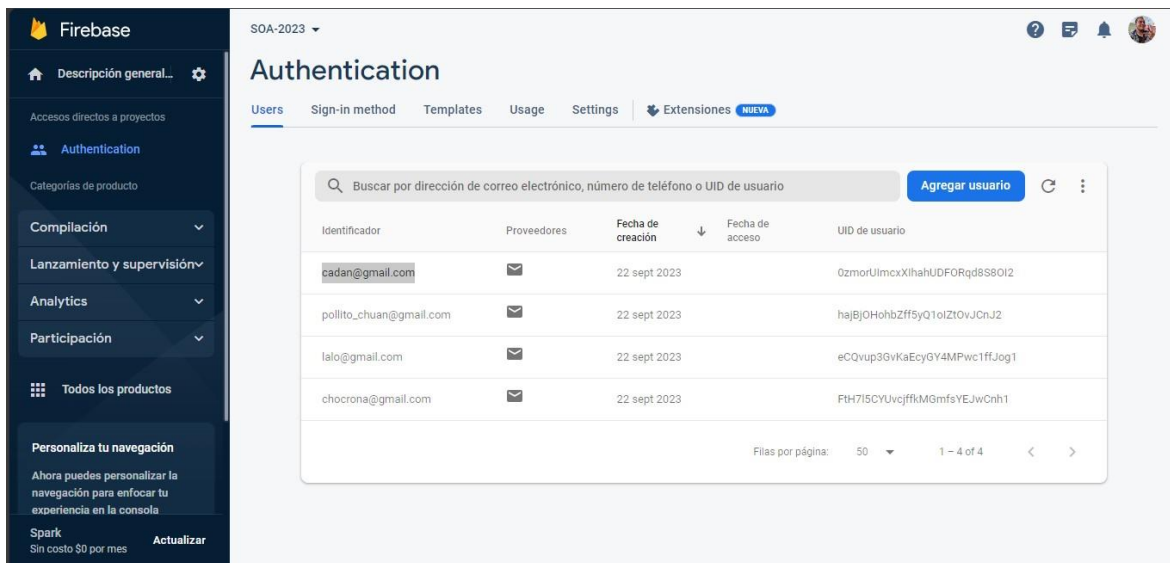 Firebase
Descripción general...
Accesos directos a proyectos
Authentication
Categorías de producto
Compilación
Lanzamiento y supervisión
Analytics
Participación
Todos los productos
Personaliza tu navegación
Ahora puedes personalizar la
navegación para enfocar tu
experiencia en la consola
Spark
Sin costo $0 por mes
Actualizar
SOA-2023
Authentication
Users Sign-in method Templates Usage Settings Extensiones NUEVA
Buscar por dirección de correo electrónico, número de teléfono o UID de usuario Agregar usuario
Identificador Proveedores Fecha de creación Fecha de acceso UID de usuario
cadan@gmail.com 22 sept 2023 0zmorUImcxXIhahUDFORqd8S8OI2
pollito_chuan@gmail.com 22 sept 2023 hajBjOHohbZff5yQ1oIZtOvJCnJ2
lalo@gmail.com 22 sept 2023 eCQvup3GvKaEcyGY4MPwc1ffJog1
chocrona@gmail.com 22 sept 2023 FtH7l5CYUvcjffkMGmfsYEJwCnh1
Filas por página: 50 1 – 4 of 4